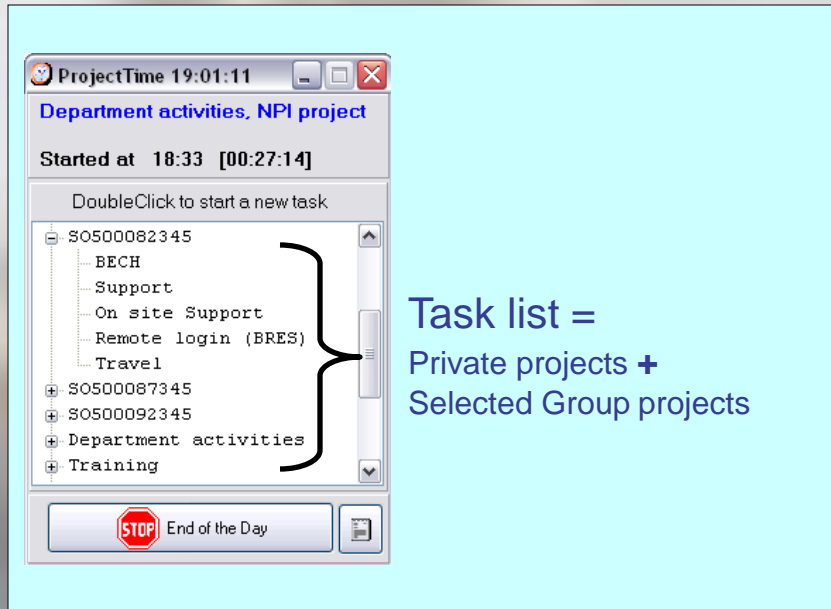 ProjectTime 19:01:11
Department activities, NPI project
Started at 18:33 [00:27:14]
DoubleClick to start a new task
SO500082345
BECH
Support
On site Support
Remote login (BRES)
Travel
SO500087345
SO500092345
Department activities
Training
STOP End of the Day
Task list =
Private projects +
Selected Group projects